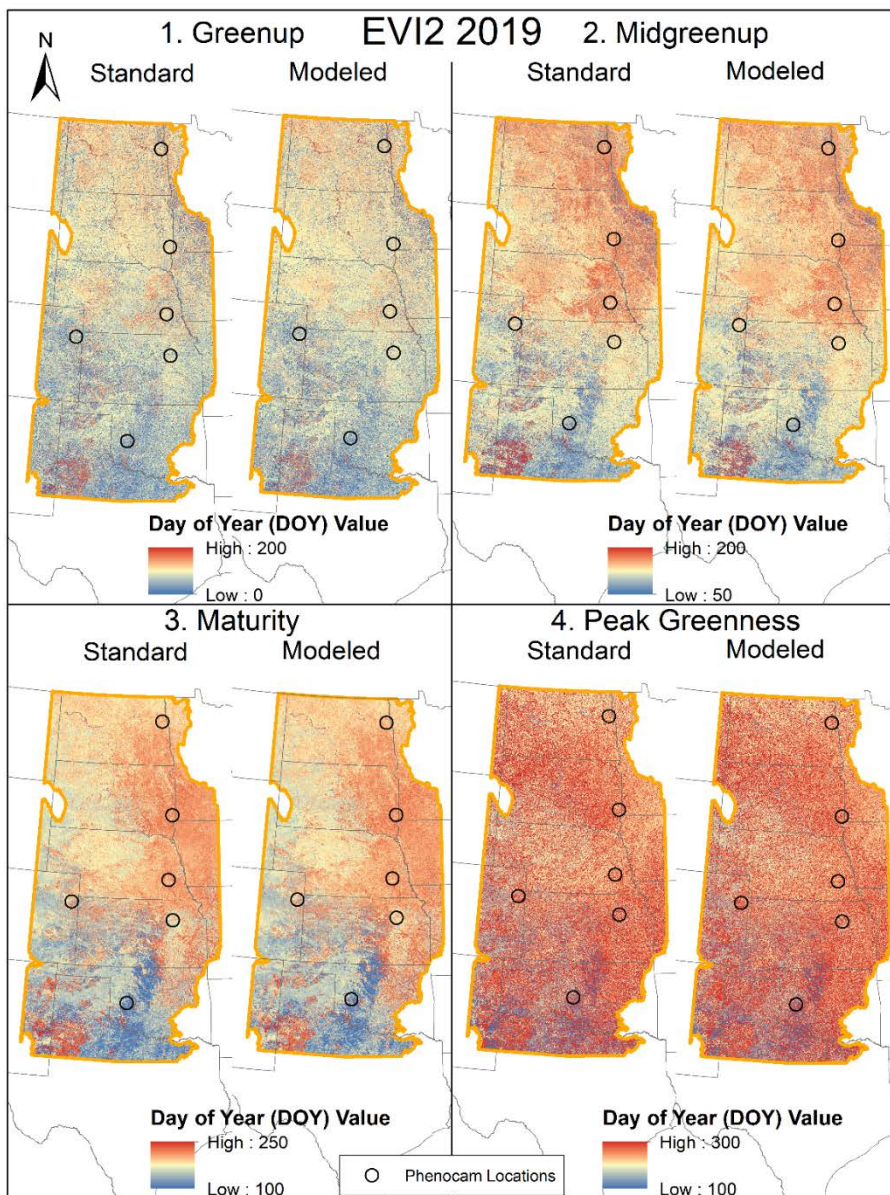 EVI2 2019
1. Greenup
2. Midgreenup
N
Standard
Modeled
Standard
Modeled
Day of Year (DOY) Value
High : 200
Low : 0
Day of Year (DOY) Value
High : 200
Low : 50
3. Maturity
4. Peak Greenness
Standard
Modeled
Standard
Modeled
Day of Year (DOY) Value
High : 250
Low : 100
Day of Year (DOY) Value
High : 300
Low : 100
Phenocam Locations